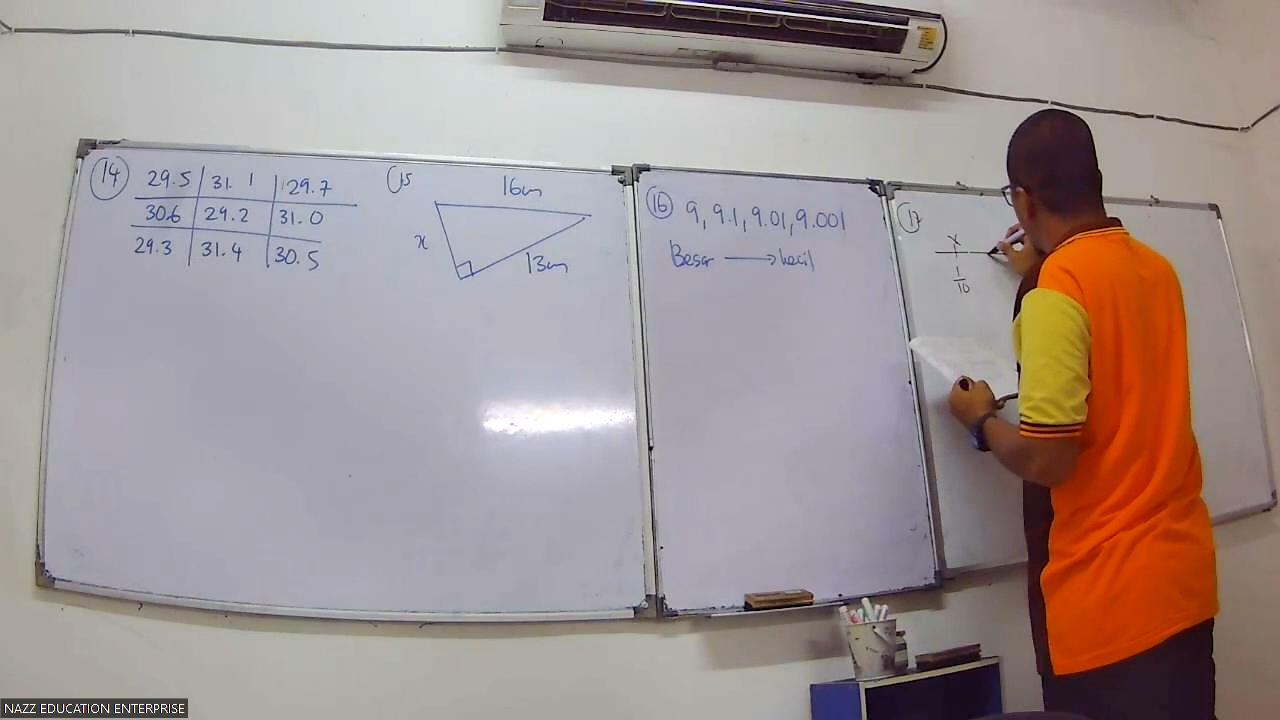 14 29.5 31.1 29.7
30.6 29.2 31.0
29.3 31.4 30.5
15 16cm
x
13cm
16 9, 9.1, 9.01, 9.001
Besar → kecil
17
x
1/10
NAZZ EDUCATION ENTERPRISE